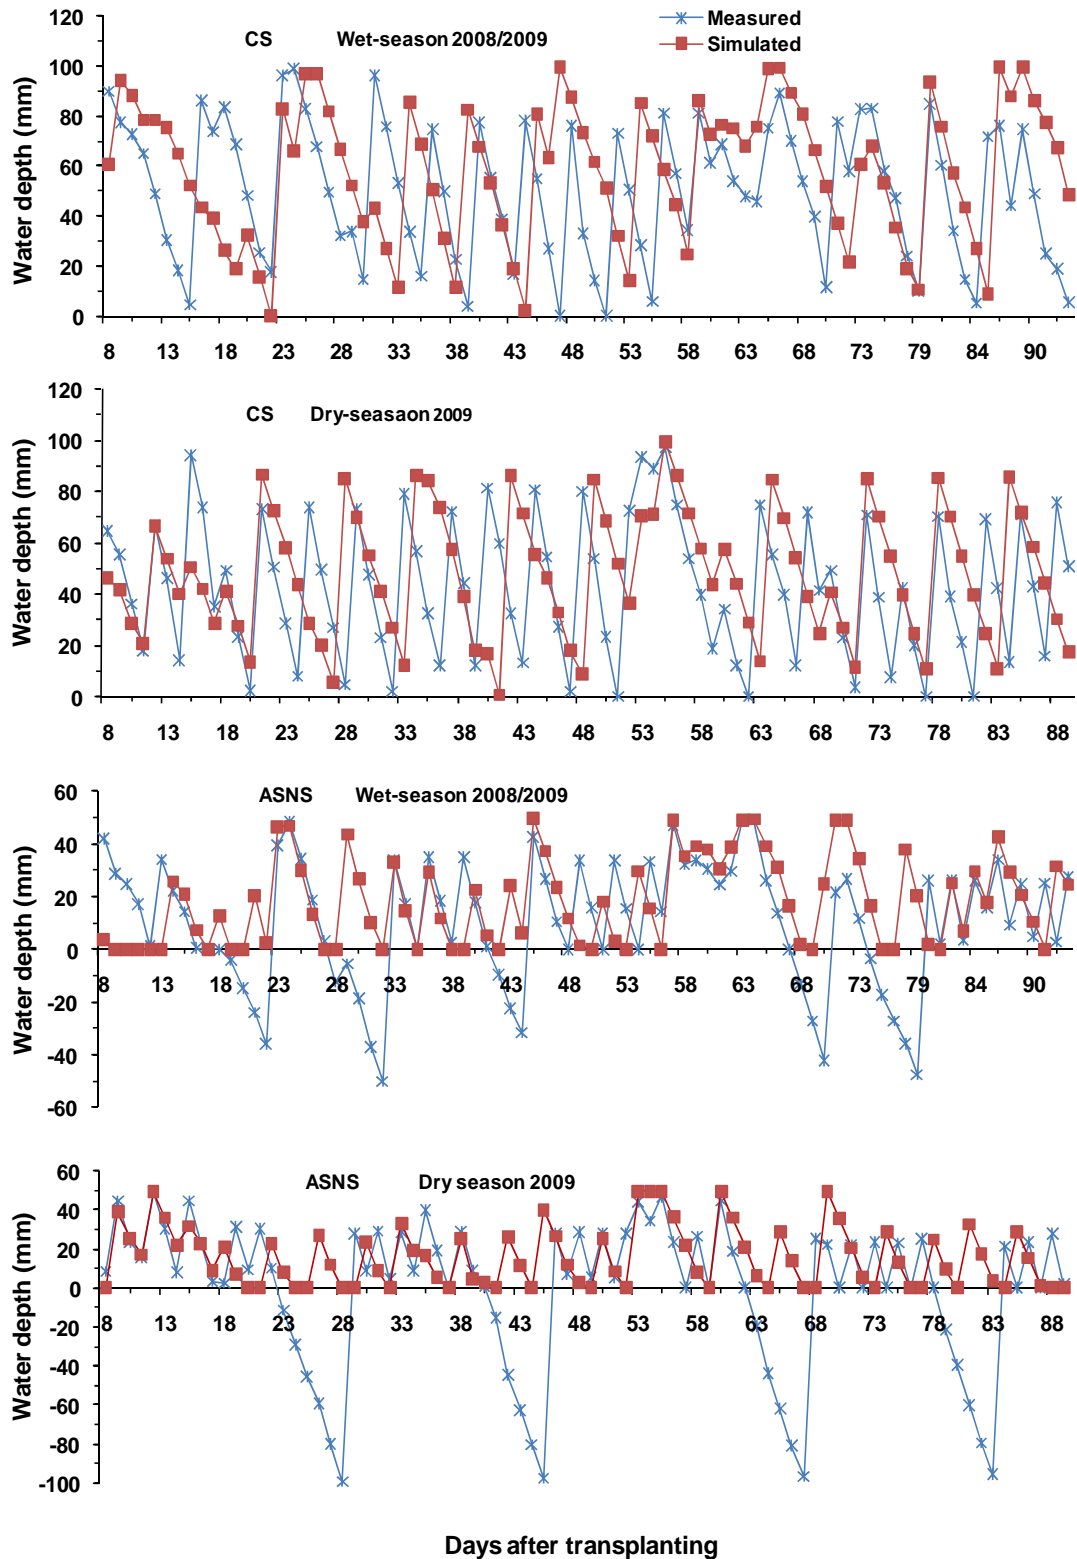 Measured
CS Wet-season 2008/2009
Simulated
120
100
80
60
40
20
0
Water depth (mm)
8 13 18 23 28 33 38 43 48 53 58 63 68 73 79 84 90
120
100
80
60
40
20
0
Water depth (mm)
CS Dry-seasaon 2009
8 13 18 23 28 33 38 43 48 53 58 63 68 73 78 83 88
60
40
20
0
-20
-40
-60
Water depth (mm)
ASNS Wet-season 2008/2009
8 13 18 23 28 33 38 43 48 53 58 63 68 73 79 84 90
60
40
20
0
-20
-40
-60
-80
-100
Water depth (mm)
ASNS Dry season 2009
8 13 18 23 28 33 38 43 48 53 58 63 68 73 78 83 88
Days after transplanting